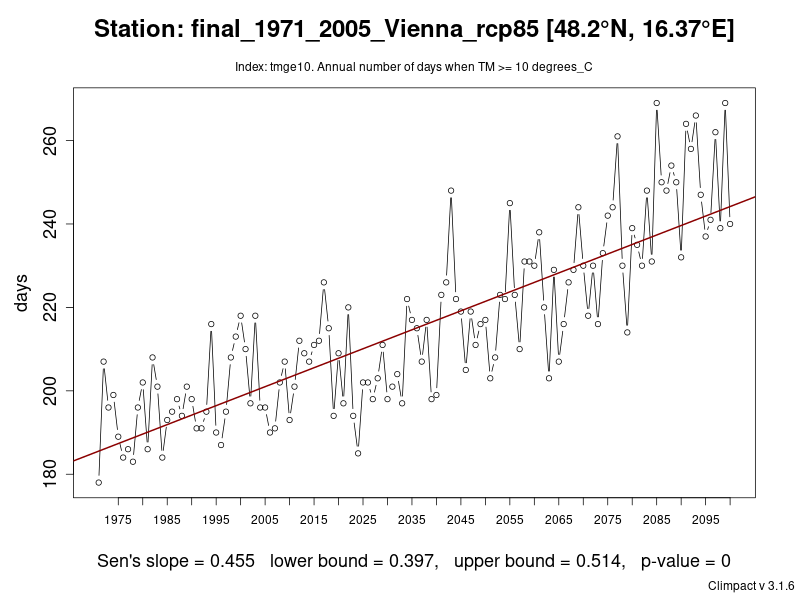 Station: final_1971_2005_Vienna_rcp85 [48.2°N, 16.37°E]
Index: tmge10. Annual number of days when TM >= 10 degrees_C
days
260
240
220
200
180
1975 1985 1995 2005 2015 2025 2035 2045 2055 2065 2075 2085 2095
Sen's slope = 0.455 lower bound = 0.397, upper bound = 0.514, p-value = 0
Climpact v 3.1.6